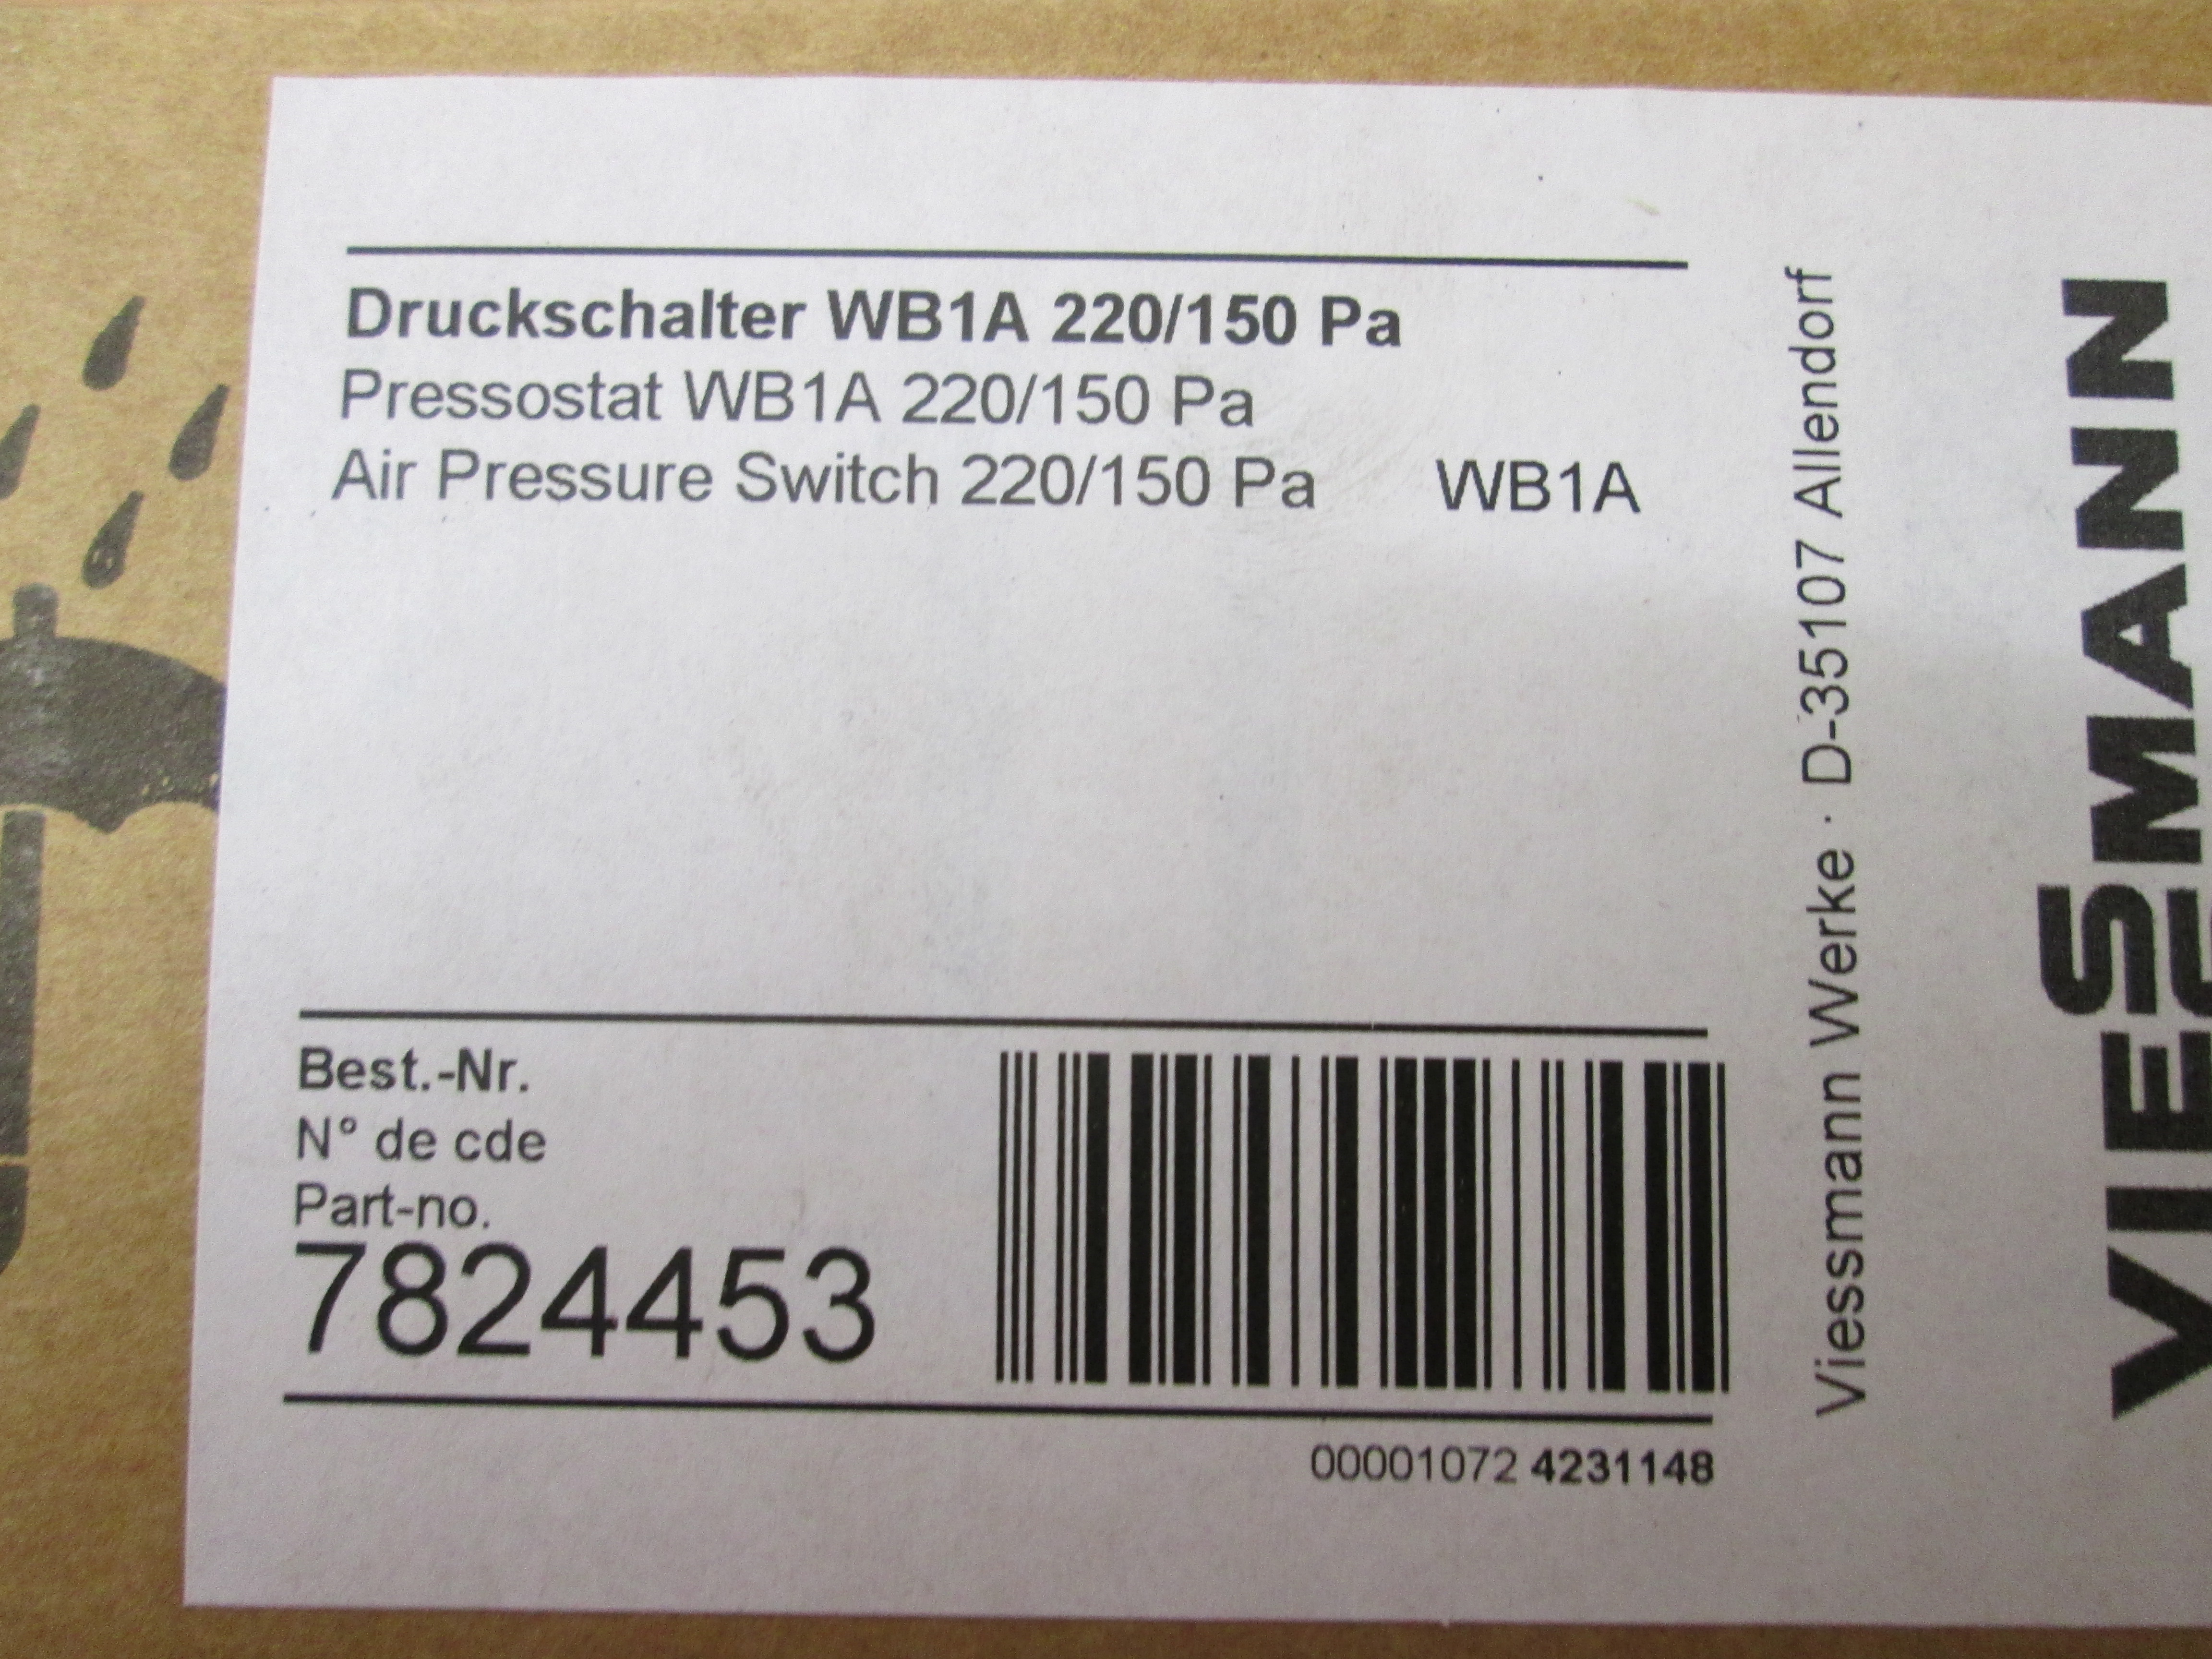 Druckschalter WB1A 220/150 Pa
Pressostat WB1A 220/150 Pa
Air Pressure Switch 220/150 Pa WB1A
Best.-Nr.
N° de cde
Part-no.
7824453
00001072 4231148
Viessmann Werke · D-35107 Allendorf
VIESMANN